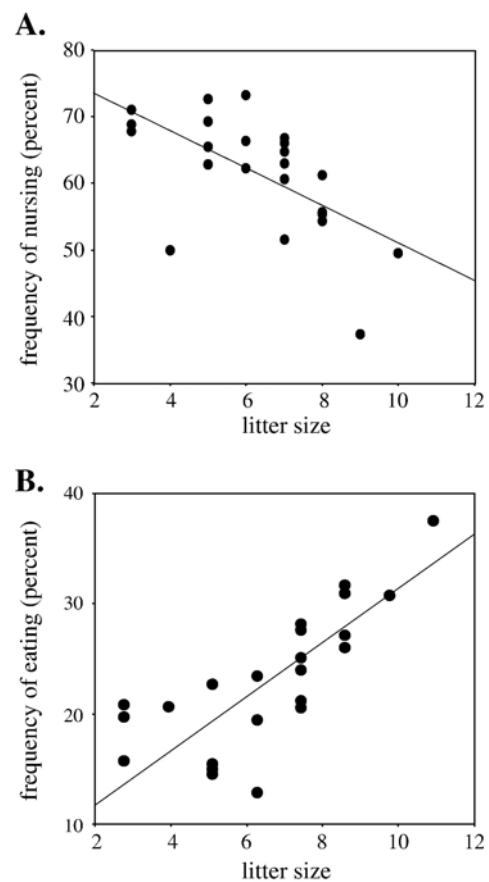 A.
80
70
60
50
40
30
2 4 6 8 10 12
litter size
frequency of nursing (percent)
B.
40
30
20
10
2 4 6 8 10 12
litter size
frequency of eating (percent)